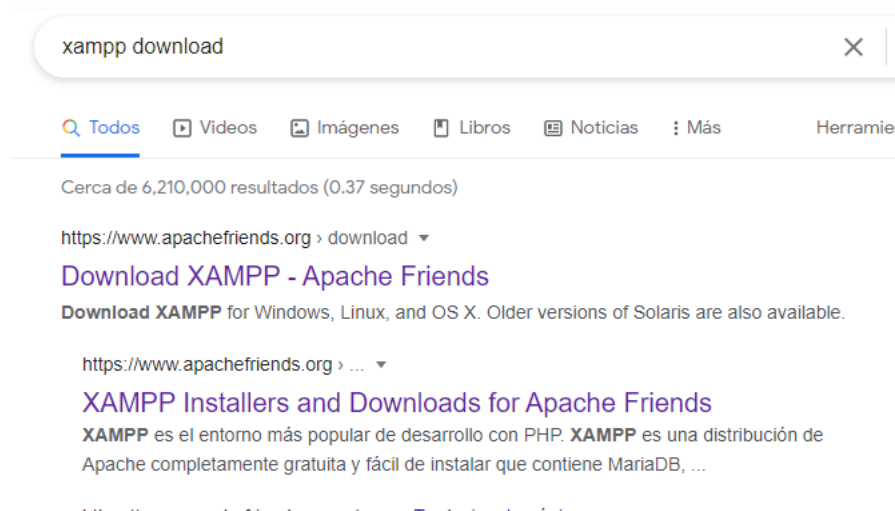 xampp download
Todos Videos Imágenes Libros Noticias Más Herramie
Cerca de 6,210,000 resultados (0.37 segundos)
https://www.apachefriends.org › download
Download XAMPP - Apache Friends
Download XAMPP for Windows, Linux, and OS X. Older versions of Solaris are also available.
https://www.apachefriends.org › ...
XAMPP Installers and Downloads for Apache Friends
XAMPP es el entorno más popular de desarrollo con PHP. XAMPP es una distribución de
Apache completamente gratuita y fácil de instalar que contiene MariaDB, ...